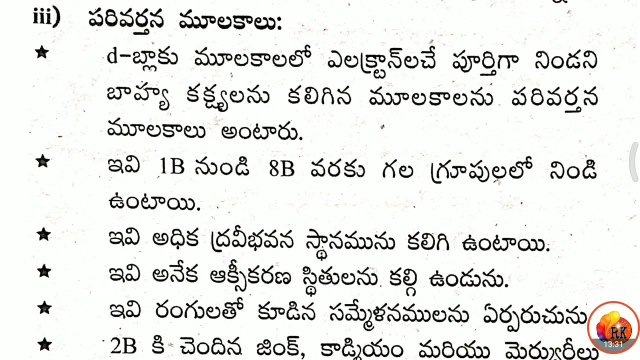 iii) పరివర్తన మూలకాలు:
★ d-బ్లాకు మూలకాలలో ఎలక్ట్రాన్‌లచే పూర్తిగా నిండని
బాహ్య కక్ష్యలను కలిగిన మూలకాలను పరివర్తన
మూలకాలు అంటారు.
★ ఇవి 1B నుండి 8B వరకు గల గ్రూపులలో నిండి
ఉంటాయి.
★ ఇవి అధిక ద్రవీభవన స్థానమును కలిగి ఉంటాయి.
★ ఇవి అనేక ఆక్సీకరణ స్థితులను కల్గి ఉండును.
★ ఇవి రంగులతో కూడిన సమ్మేళనములను ఏర్పరుచును
★ 2B కి చెందిన జింక్, కాడ్మియం మరియు మెర్క్యురీలు
RK
13:31